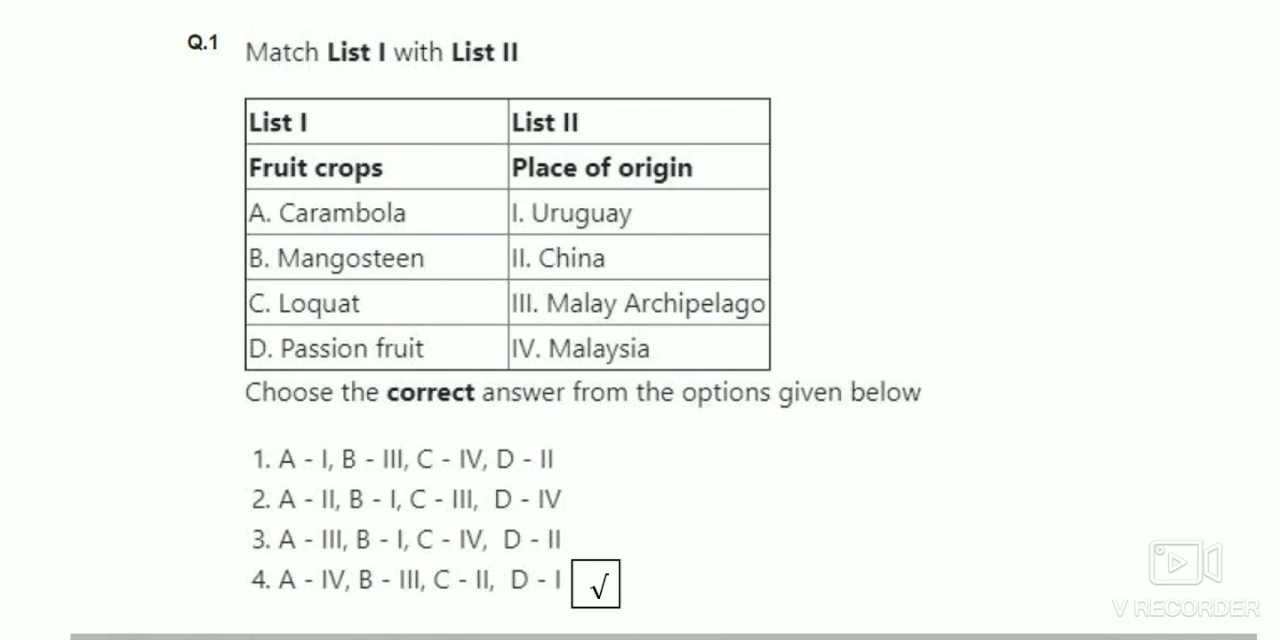 Q.1 Match List I with List II
List I List II
Fruit crops Place of origin
A. Carambola I. Uruguay
B. Mangosteen II. China
C. Loquat III. Malay Archipelago
D. Passion fruit IV. Malaysia
Choose the correct answer from the options given below
1. A - I, B - III, C - IV, D - II
2. A - II, B - I, C - III, D - IV
3. A - III, B - I, C - IV, D - II
4. A - IV, B - III, C - II, D - I √
V RECORDER